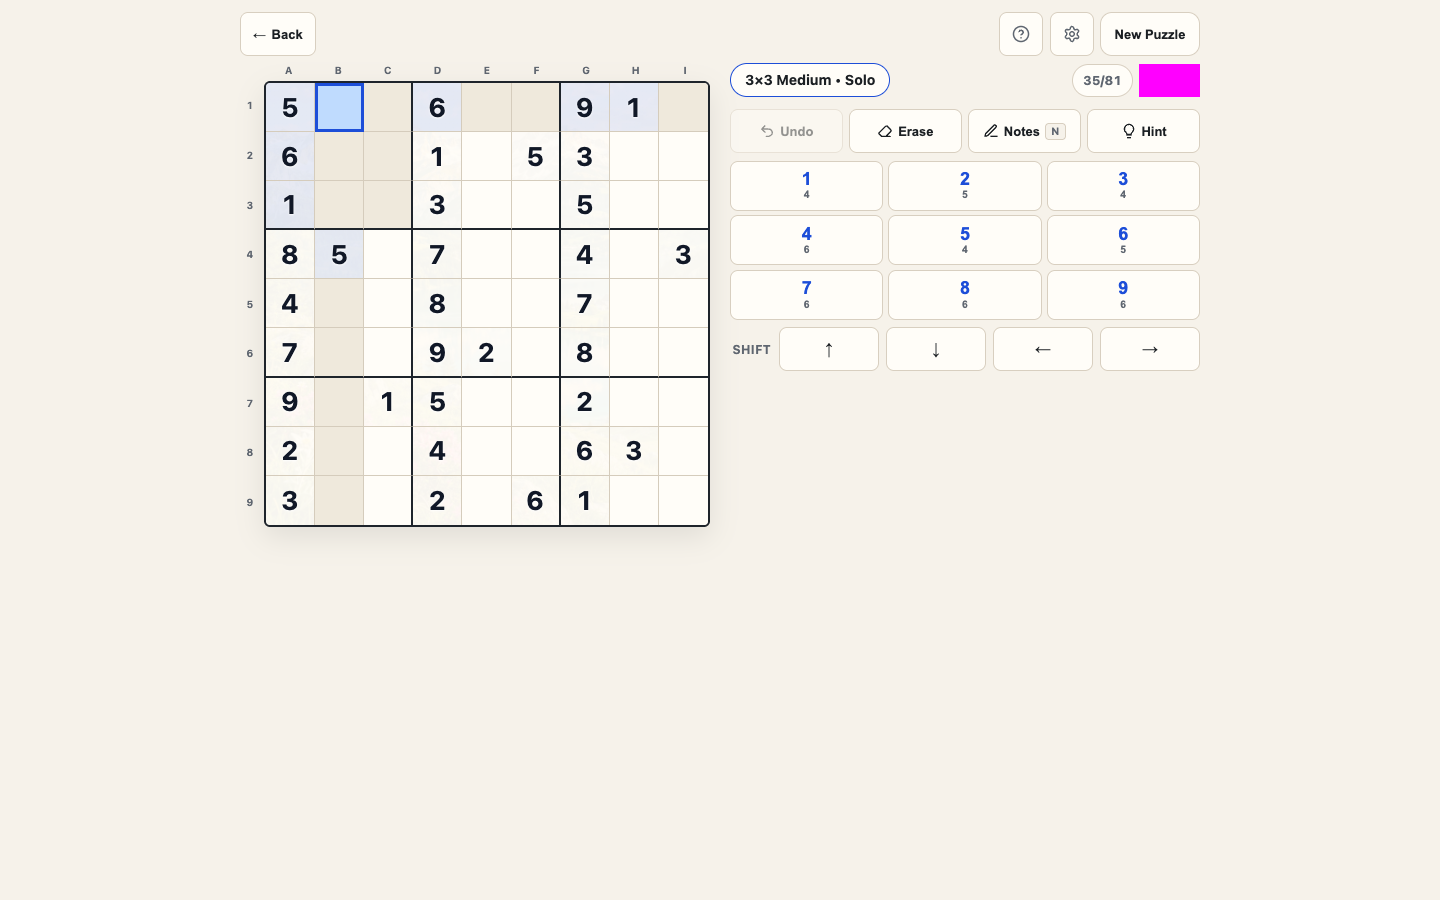 ← Back
New Puzzle
A B C D E F G H I
3×3 Medium • Solo
35/81
1 5 6 9 1
Undo
Erase
Notes N
Hint
2 6 1 5 3
3 1 3 5
4 8 5 7 4 3
5 4 8 7
6 7 9 2 8
7 9 1 5 2
8 2 4 6 3
9 3 2 6 1
1 2 3
4 5 4
4 5 6
6 4 5
7 8 9
6 6 6
SHIFT ↑ ↓ ← →